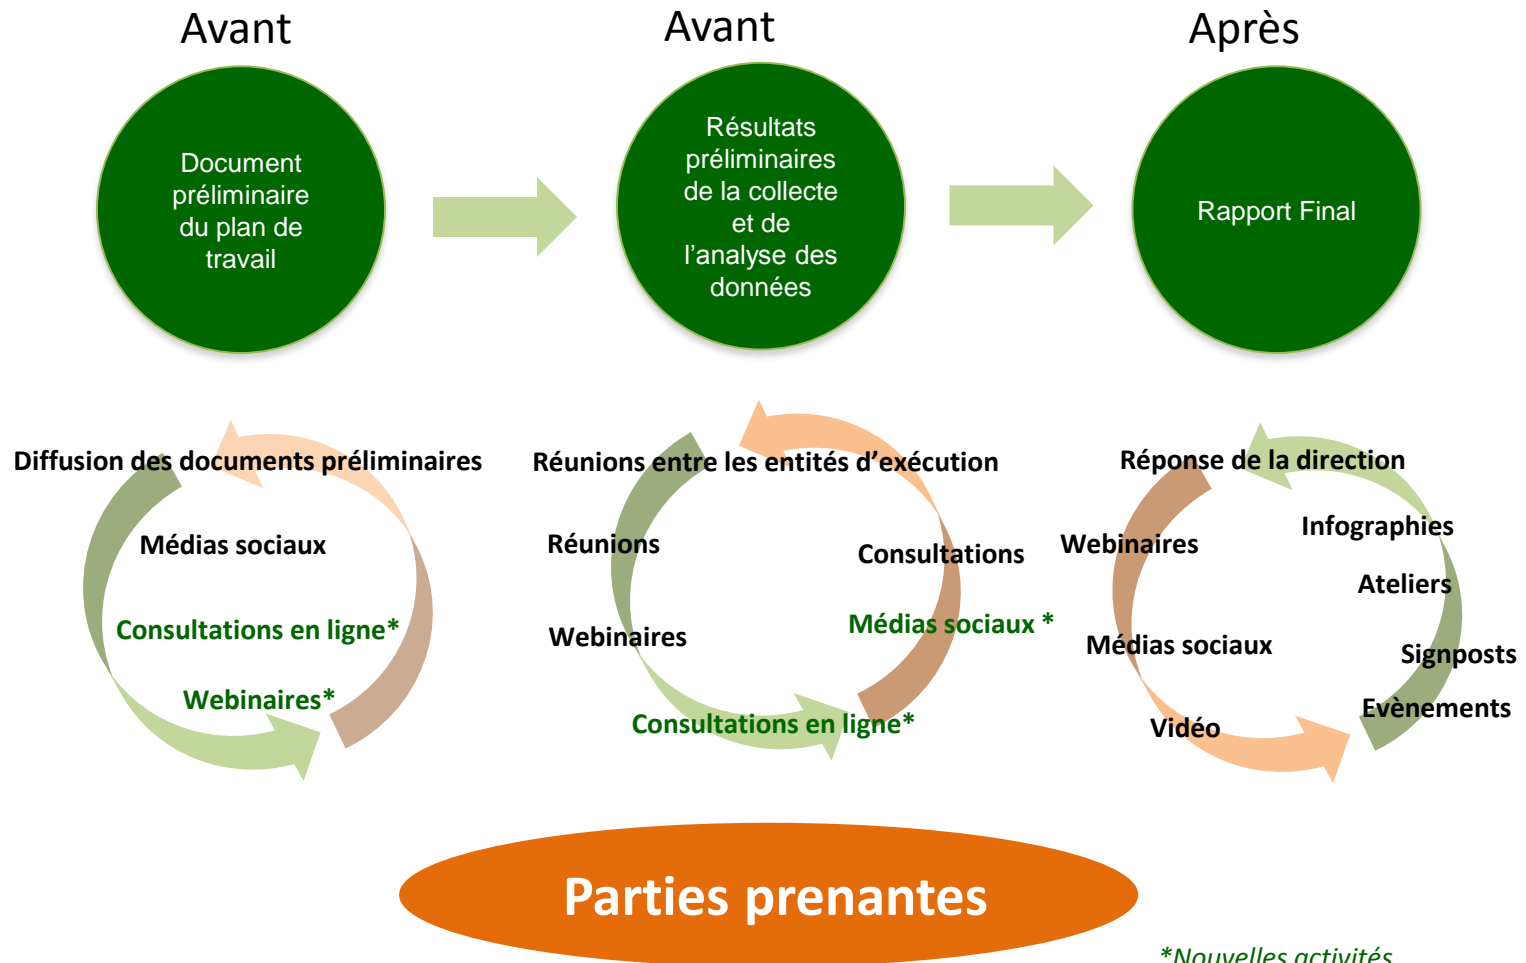 Avant
Avant
Après
Document
préliminaire
du plan de
travail
Résultats
préliminaires
de la collecte
et de
l’analyse des
données
Rapport Final
Diffusion des documents préliminaires
Médias sociaux
Consultations en ligne*
Webinaires*
Réunions entre les entités d’exécution
Réunions
Consultations
Webinaires
Médias sociaux *
Consultations en ligne*
Réponse de la direction
Infographies
Webinaires
Ateliers
Médias sociaux
Signposts
Evènements
Vidéo
Parties prenantes
*Nouvelles activités